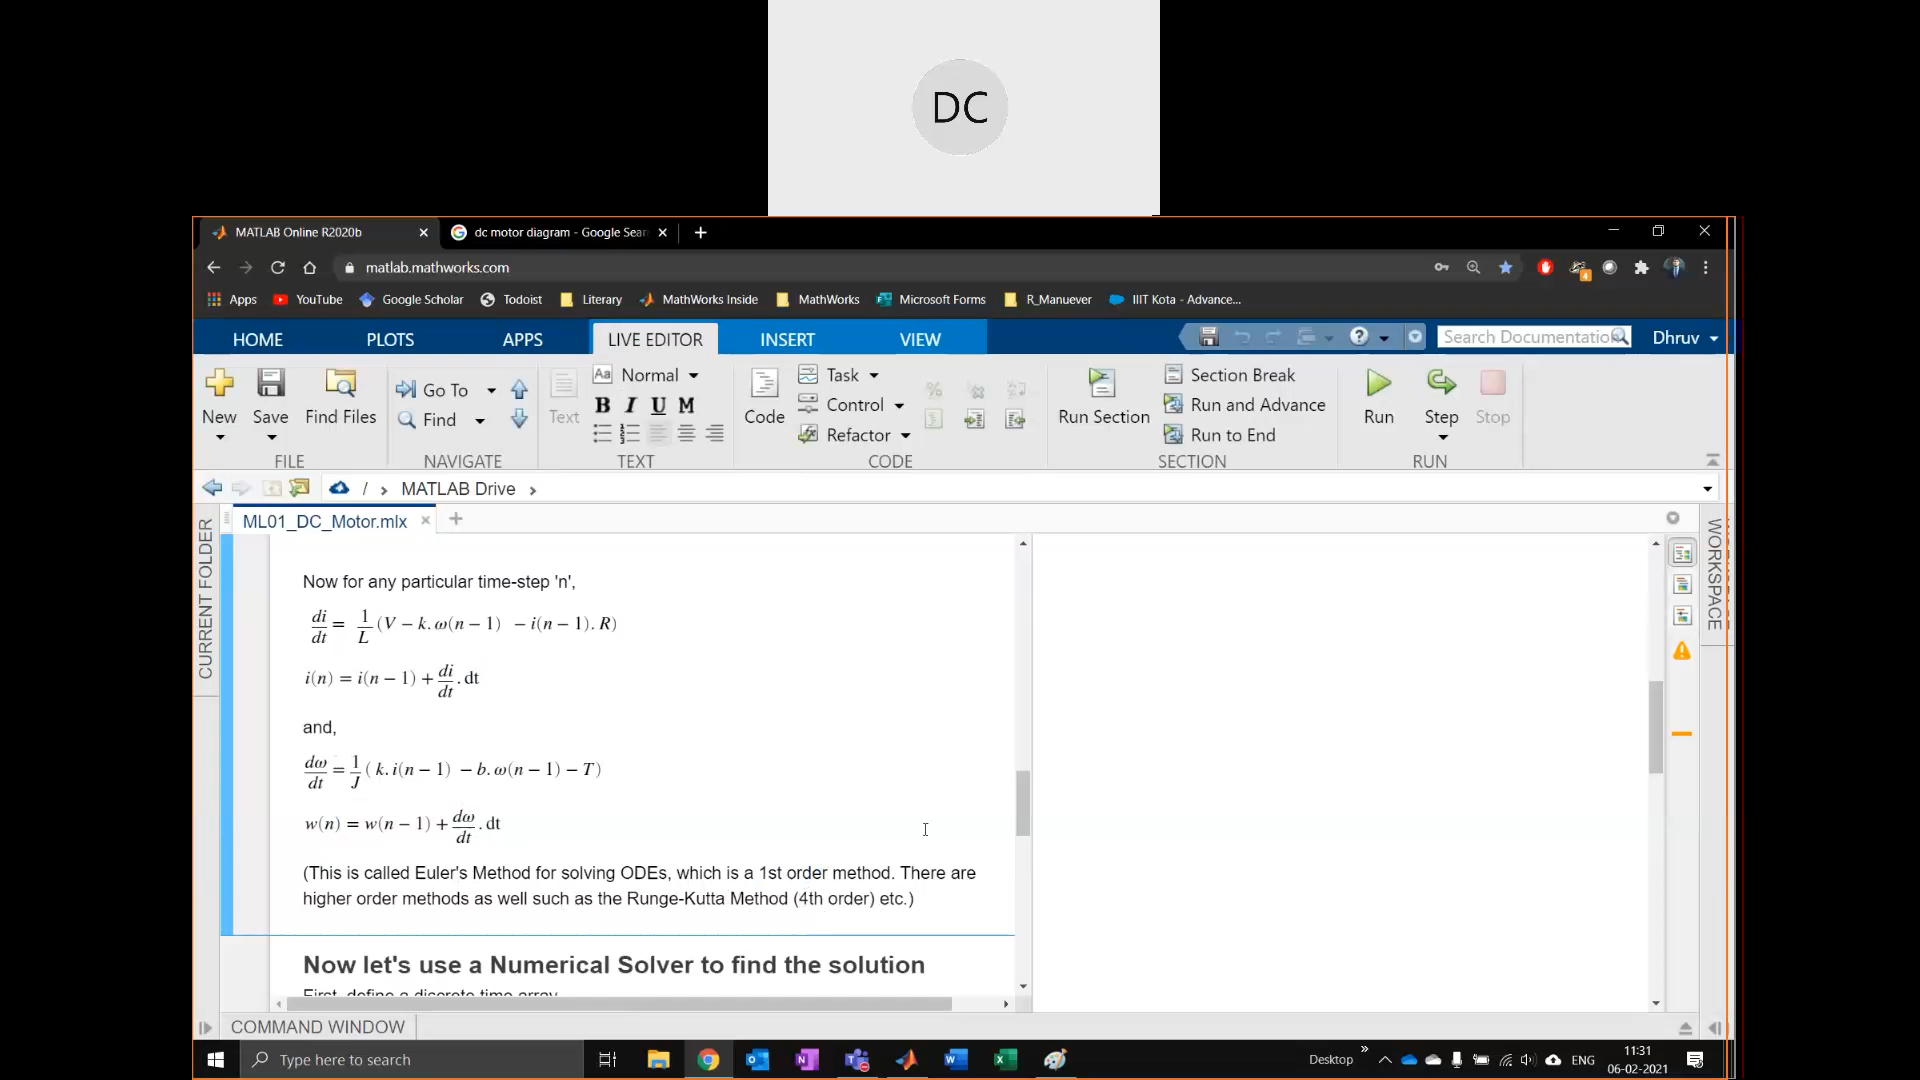 DC
MATLAB Online R2020b
dc motor diagram - Google Sear
matlab.mathworks.com
Apps YouTube Google Scholar Todoist Literary MathWorks Inside MathWorks Microsoft Forms R_Manuever IIIT Kota - Advance...
HOME PLOTS APPS LIVE EDITOR INSERT VIEW
Search Documentation Dhruv
New Save Find Files
Go To
Find
Text
Aa Normal
B I U M
Code
Task
Control
Refactor
Run Section
Section Break
Run and Advance
Run to End
Run Step Stop
FILE NAVIGATE TEXT CODE SECTION RUN
/ › MATLAB Drive ›
CURRENT FOLDER
WORKSPACE
ML01_DC_Motor.mlx
Now for any particular time-step 'n',
di/dt = 1/L (V − k. ω(n − 1) − i(n − 1). R)
i(n) = i(n − 1) + di/dt . dt
and,
dω/dt = 1/J ( k. i(n − 1) − b. ω(n − 1) − T)
w(n) = w(n − 1) + dω/dt . dt
(This is called Euler's Method for solving ODEs, which is a 1st order method. There are
higher order methods as well such as the Runge-Kutta Method (4th order) etc.)
Now let's use a Numerical Solver to find the solution
First, define a discrete time array
COMMAND WINDOW
Type here to search
Desktop
ENG
11:31
06-02-2021